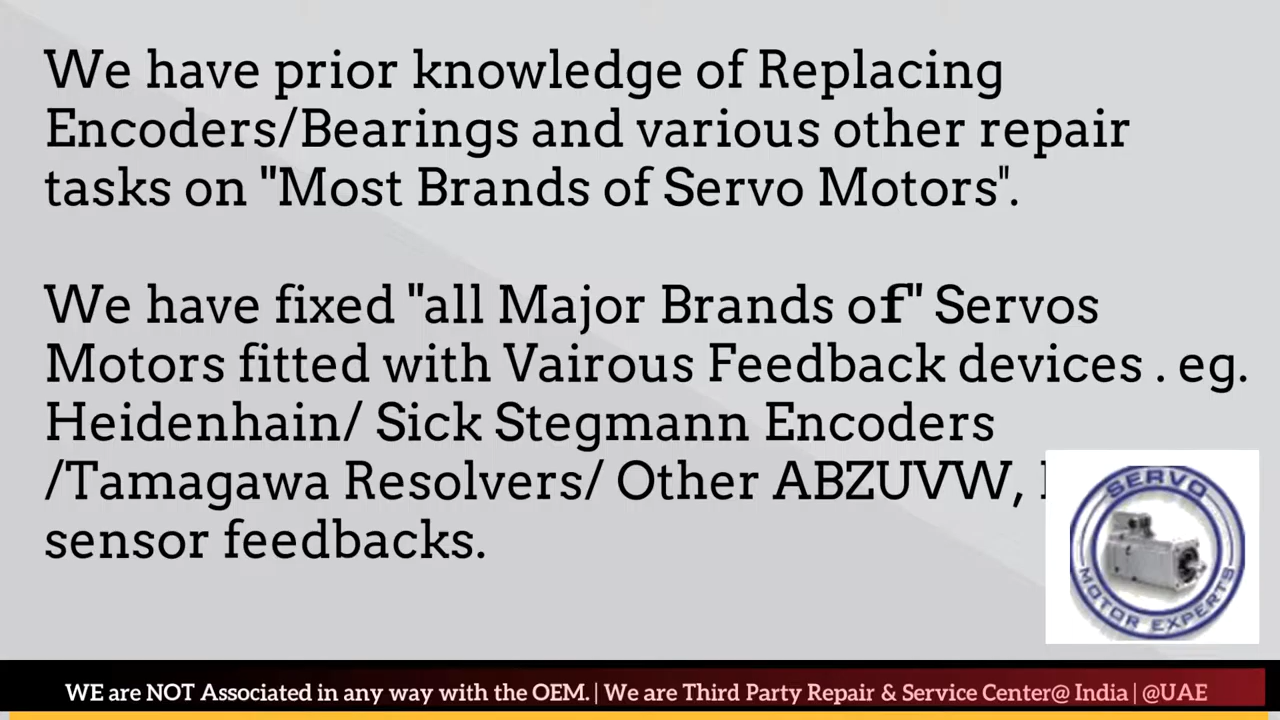 We have prior knowledge of Replacing
Encoders/Bearings and various other repair
tasks on "Most Brands of Servo Motors".
We have fixed "all Major Brands of" Servos
Motors fitted with Vairous Feedback devices . eg.
Heidenhain/ Sick Stegmann Encoders
/Tamagawa Resolvers/ Other ABZUVW,
sensor feedbacks.
SERVO
MOTOR EXPERTS
WE are NOT Associated in any way with the OEM. | We are Third Party Repair & Service Center@ India | @UAE